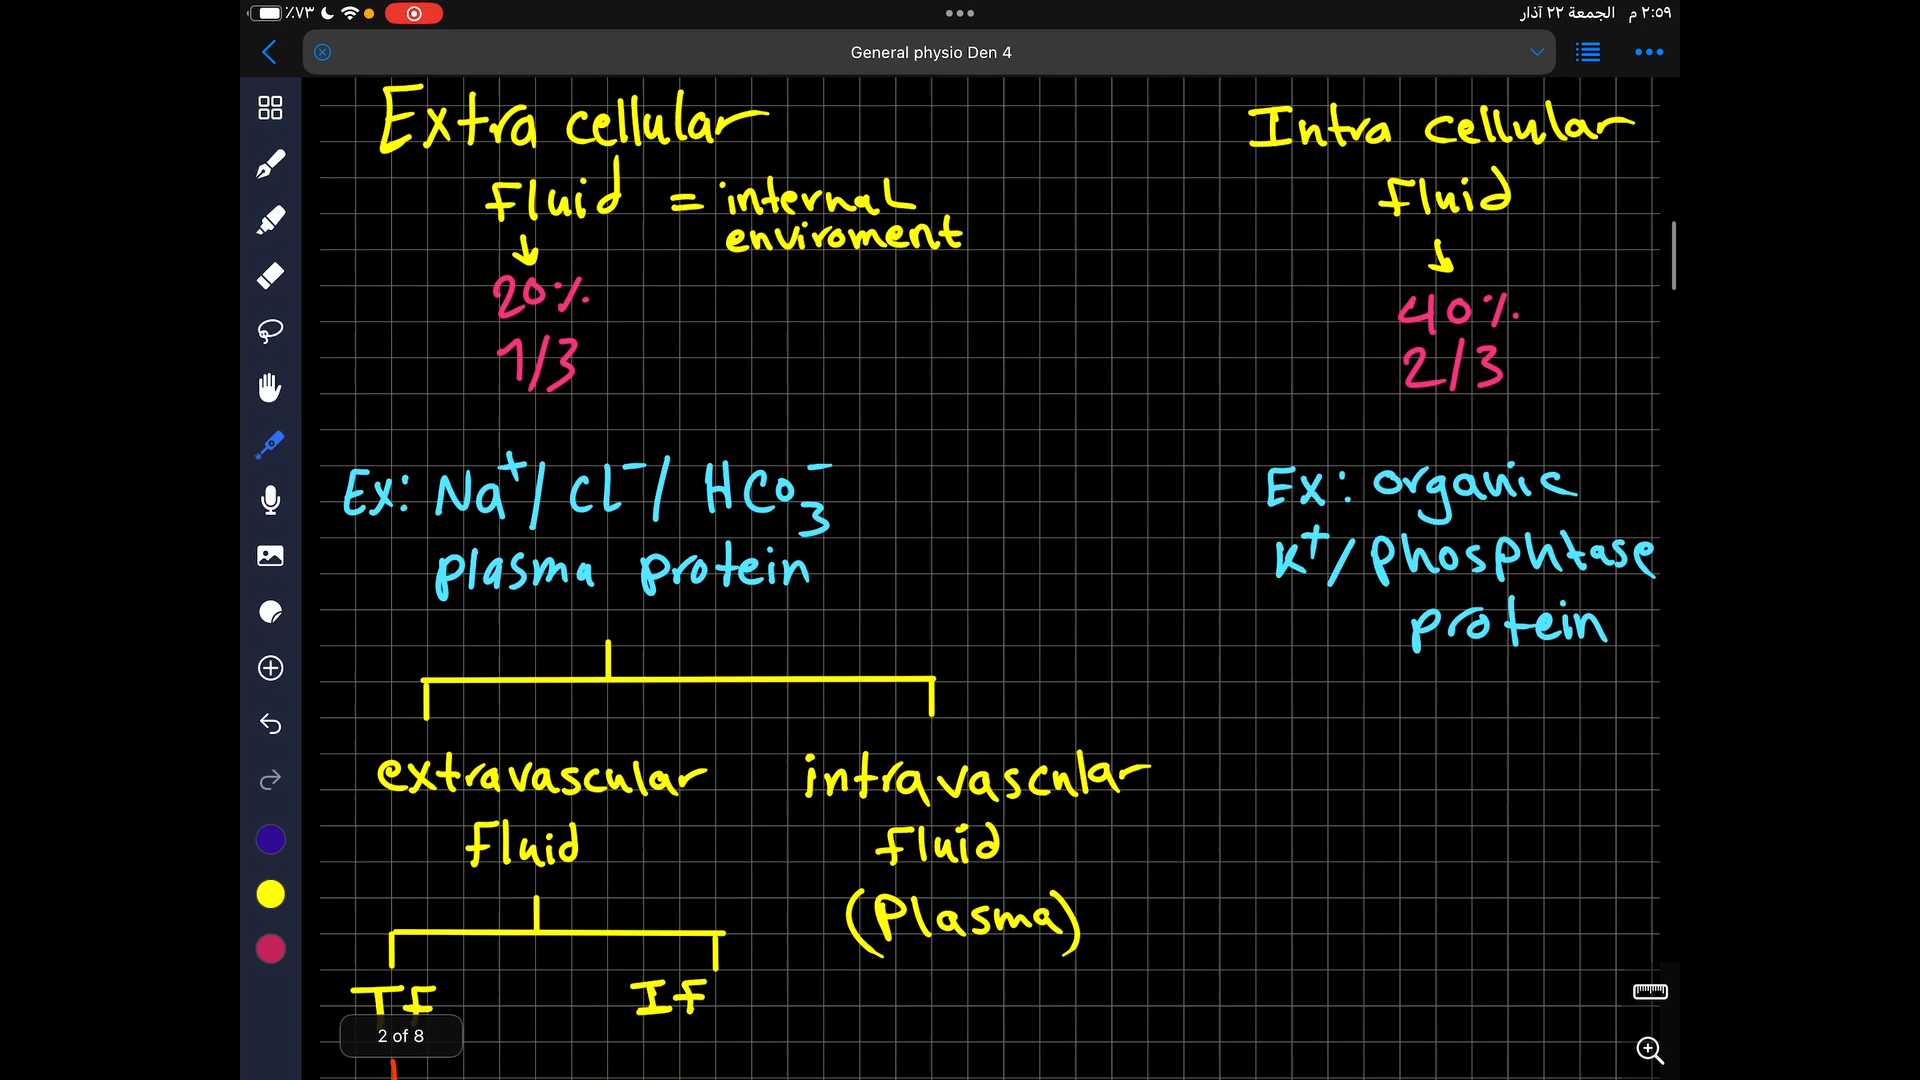 ٪٧٣
٢:٥٩ م الجمعة ٢٢ آذار
General physio Den 4
Extra cellular
fluid = internal
enviroment
20%
1/3
Intra cellular
fluid
40%
2/3
Ex: Na+/ CL-/ HCO3-
plasma protein
Ex: organic
K+/ phosphtase
protein
extravascular
fluid
intravascular
fluid
(Plasma)
TF
IF
2 of 8